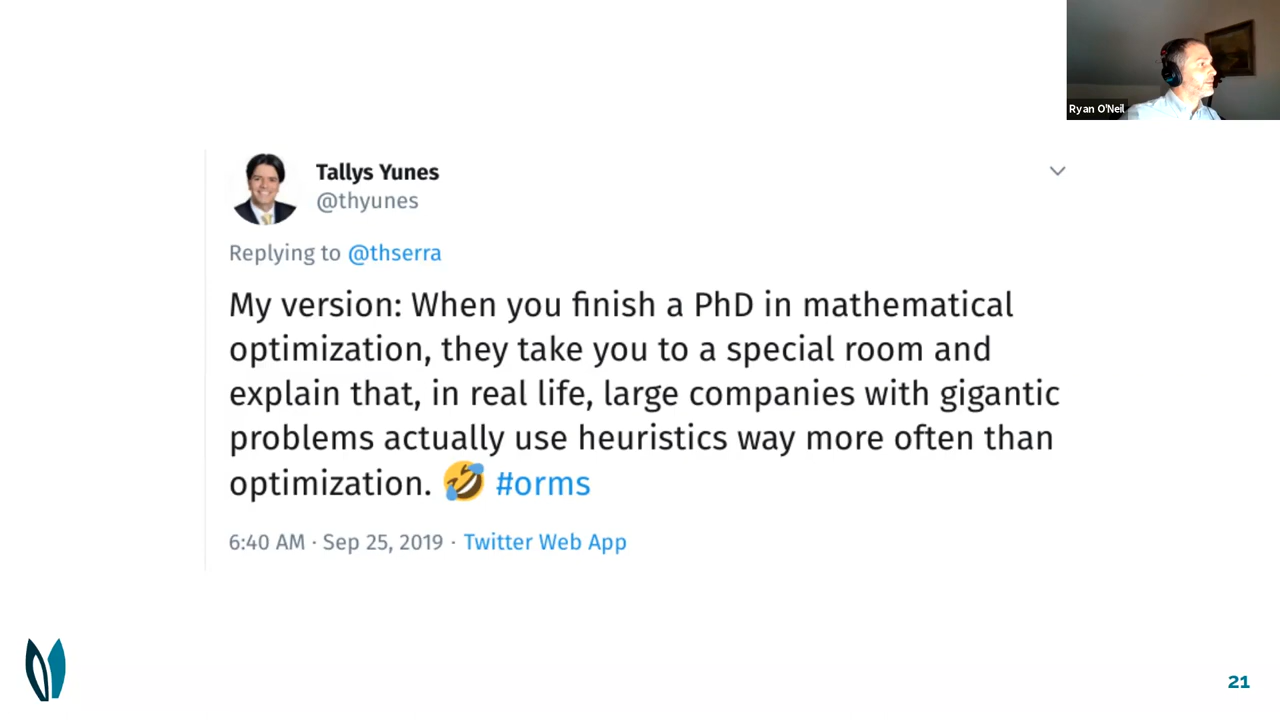 Ryan O'Neil
Tallys Yunes
@thyunes
Replying to @thserra
My version: When you finish a PhD in mathematical
optimization, they take you to a special room and
explain that, in real life, large companies with gigantic
problems actually use heuristics way more often than
optimization. 🤣 #orms
6:40 AM · Sep 25, 2019 · Twitter Web App
21